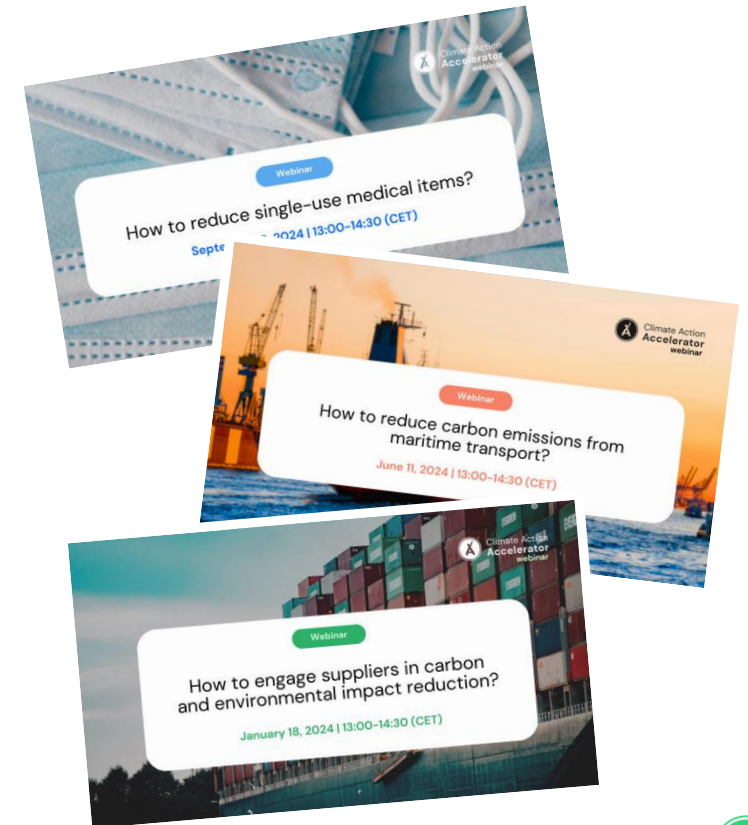 Climate Action
Accelerator
webinar
Webinar
How to reduce single-use medical items?
2024 | 13:00-14:30 (CET)
Climate Action
Accelerator
webinar
Webinar
How to reduce carbon emissions from
maritime transport?
June 11, 2024 | 13:00-14:30 (CET)
Climate Action
Accelerator
webinar
Webinar
How to engage suppliers in carbon
and environmental impact reduction?
January 18, 2024 | 13:00-14:30 (CET)